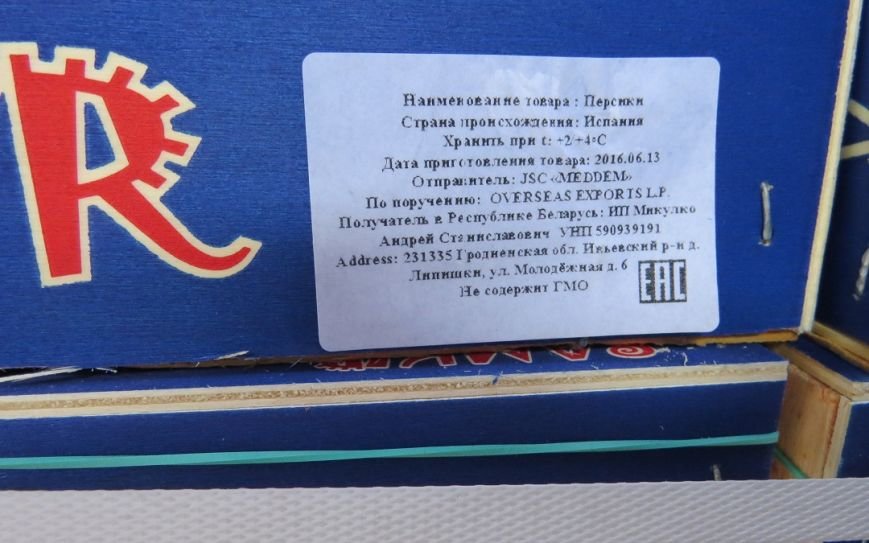 R
Наименование товара : Персики
Страна происхождения: Испания
Хранить при t: +2/+4°C
Дата приготовления товара: 2016.06.13
Отправитель: JSC «MEDDEM»
По поручению: OVERSEAS EXPORTS L.P.
Получатель в Республике Беларусь: ИП Микулко
Андрей Станиславович УНП 590939191
Address: 231335 Гродненская обл. Ивьевский р-н д.
Липнишки, ул. Молодёжная д. 6
Не содержит ГМО
EAC